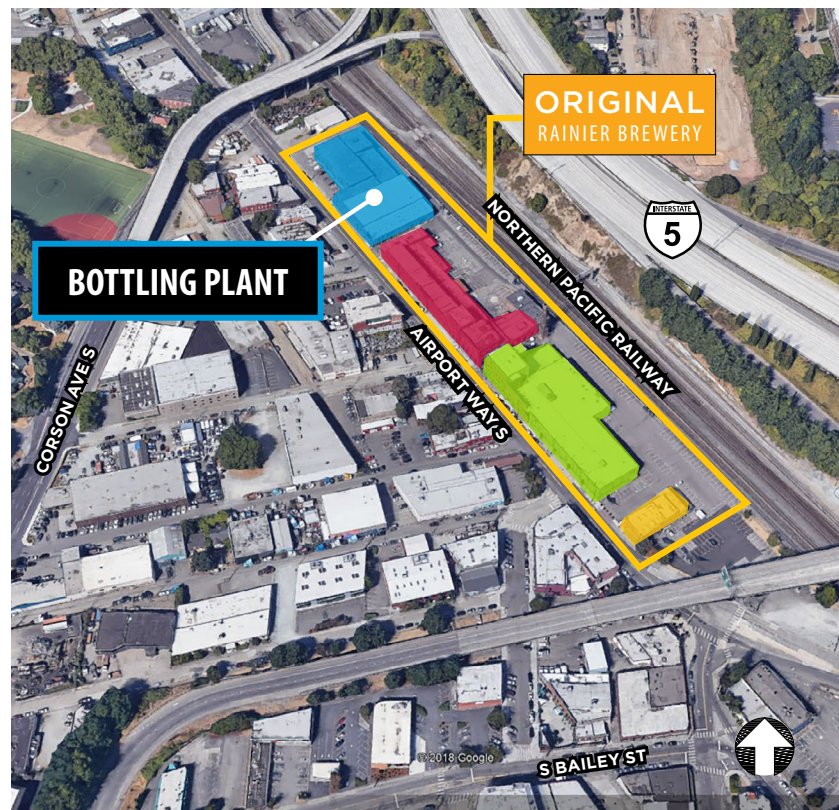 ORIGINAL
RAINIER BREWERY
INTERSTATE
5
NORTHERN PACIFIC RAILWAY
BOTTLING PLANT
AIRPORT WAY S
CORSON AVE S
©2018 Google
S BAILEY ST